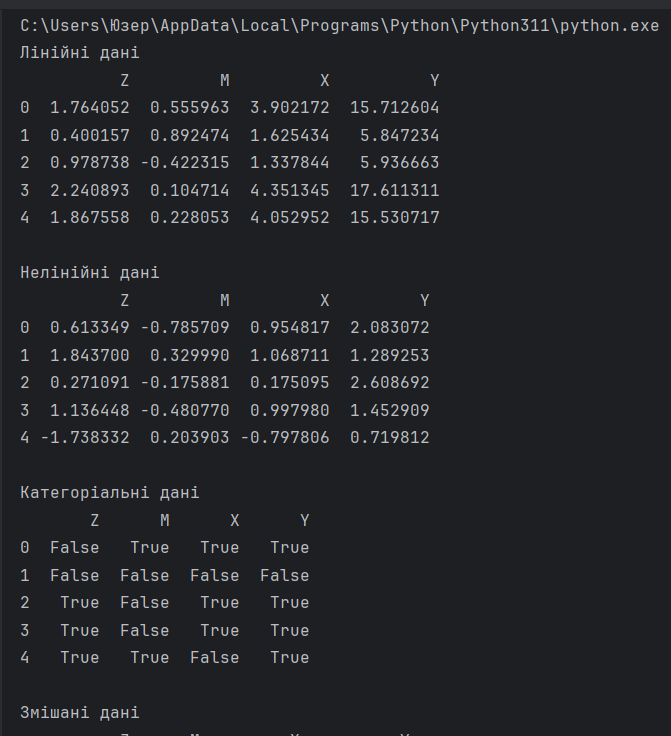 C:\Users\Юзер\AppData\Local\Programs\Python\Python311\python.exe
Лінійні дані
Z M X Y
0 1.764052 0.555963 3.902172 15.712604
1 0.400157 0.892474 1.625434 5.847234
2 0.978738 -0.422315 1.337844 5.936663
3 2.240893 0.104714 4.351345 17.611311
4 1.867558 0.228053 4.052952 15.530717
Нелінійні дані
Z M X Y
0 0.613349 -0.785709 0.954817 2.083072
1 1.843700 0.329990 1.068711 1.289253
2 0.271091 -0.175881 0.175095 2.608692
3 1.136448 -0.480770 0.997980 1.452909
4 -1.738332 0.203903 -0.797806 0.719812
Категоріальні дані
Z M X Y
0 False True True True
1 False False False False
2 True False True True
3 True False True True
4 True True False True
Змішані дані
Z M X Y